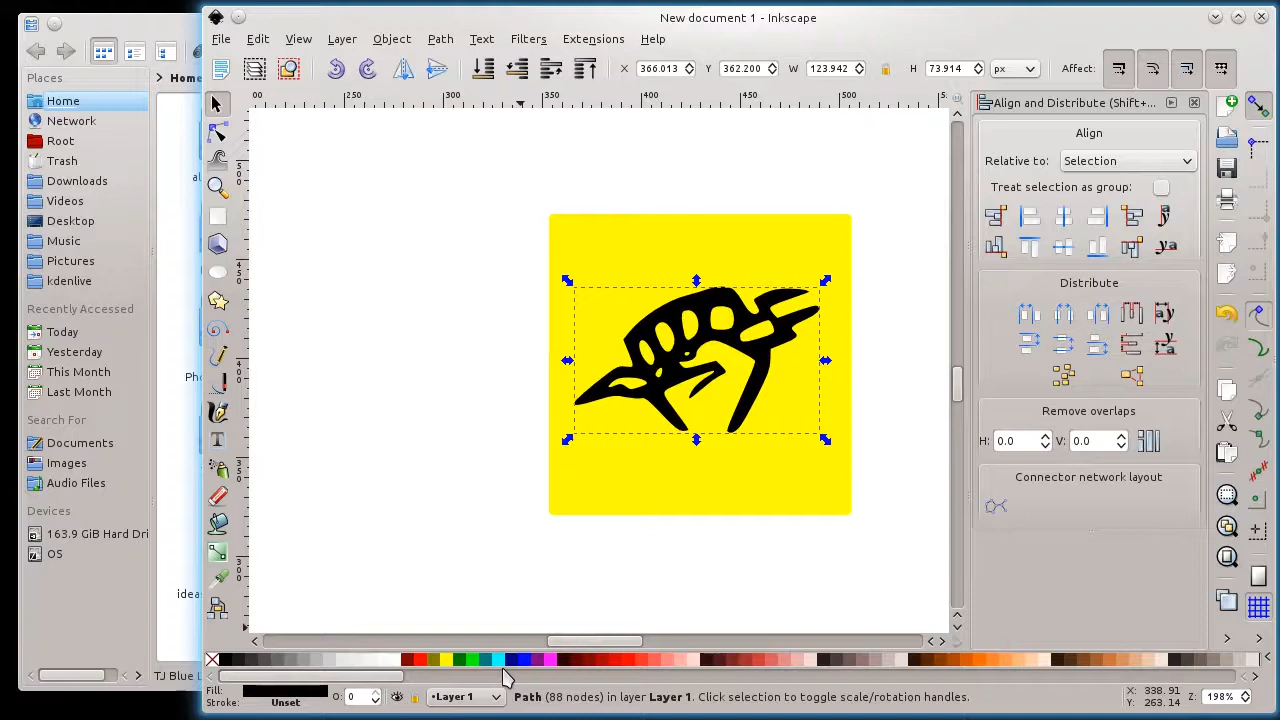 New document 1 - Inkscape
File Edit View Layer Object Path Text Filters Extensions Help
X 366.013 Y 362.200 W 123.942 H 73.914 px Affect:
Places
Home
Home
Network
Root
Trash
Downloads
Videos
Desktop
Music
Pictures
kdenlive
Recently Accessed
Today
Yesterday
This Month
Last Month
Search For
Documents
Images
Audio Files
Devices
163.9 GiB Hard Dri
OS
al
Ph
idea
TJ Blue L
00 250 300 350 400 450 500 5
Align and Distribute (Shift+...
Align
Relative to: Selection
Treat selection as group:
Distribute
Remove overlaps
H: 0.0 V: 0.0
Connector network layout
Fill:
Stroke: Unset
O: 0
•Layer 1
Path (88 nodes) in layer Layer 1. Click selection to toggle scale/rotation handles.
X: 338.91
Y: 263.14
Z: 198%